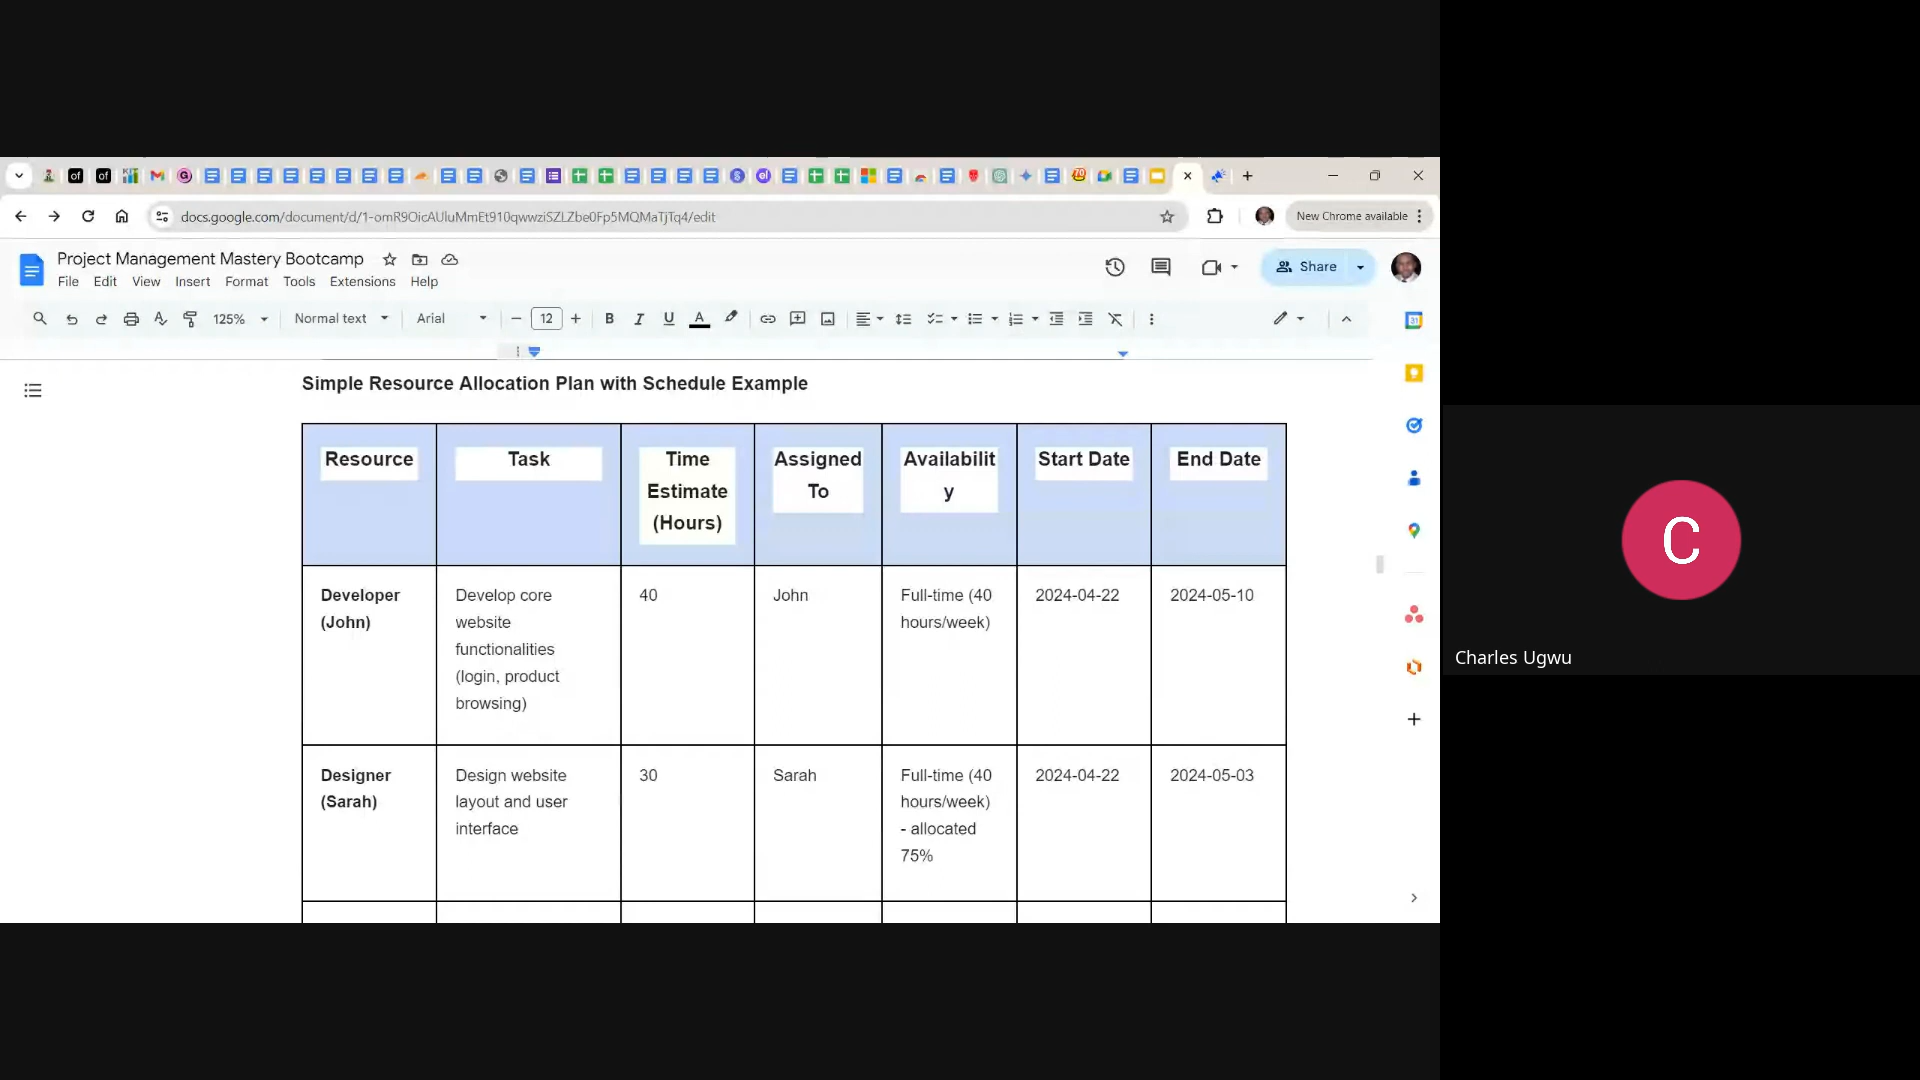 docs.google.com/document/d/1-omR9OicAUluMmEt910qwwziSZLZbe0Fp5MQMaTjTq4/edit
New Chrome available
Project Management Mastery Bootcamp
File Edit View Insert Format Tools Extensions Help
Share
125% Normal text Arial 12
Simple Resource Allocation Plan with Schedule Example
Resource Task Time Assigned Availabilit Start Date End Date
Estimate To y
(Hours)
Developer Develop core 40 John Full-time (40 2024-04-22 2024-05-10
(John) website hours/week)
functionalities
(login, product
browsing)
Designer Design website 30 Sarah Full-time (40 2024-04-22 2024-05-03
(Sarah) layout and user hours/week)
interface - allocated
75%
C
Charles Ugwu